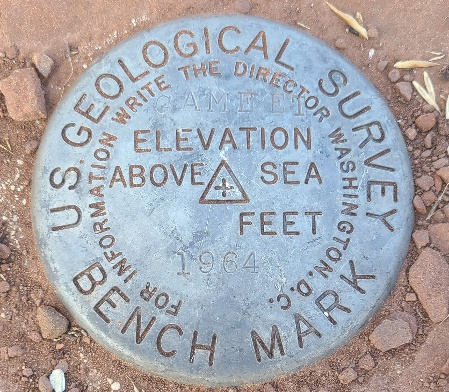 U.S. GEOLOGICAL SURVEY
FOR INFORMATION WRITE THE DIRECTOR WASHINGTON, D.C.
ELEVATION
ABOVE SEA
FEET
1964
BENCH MARK